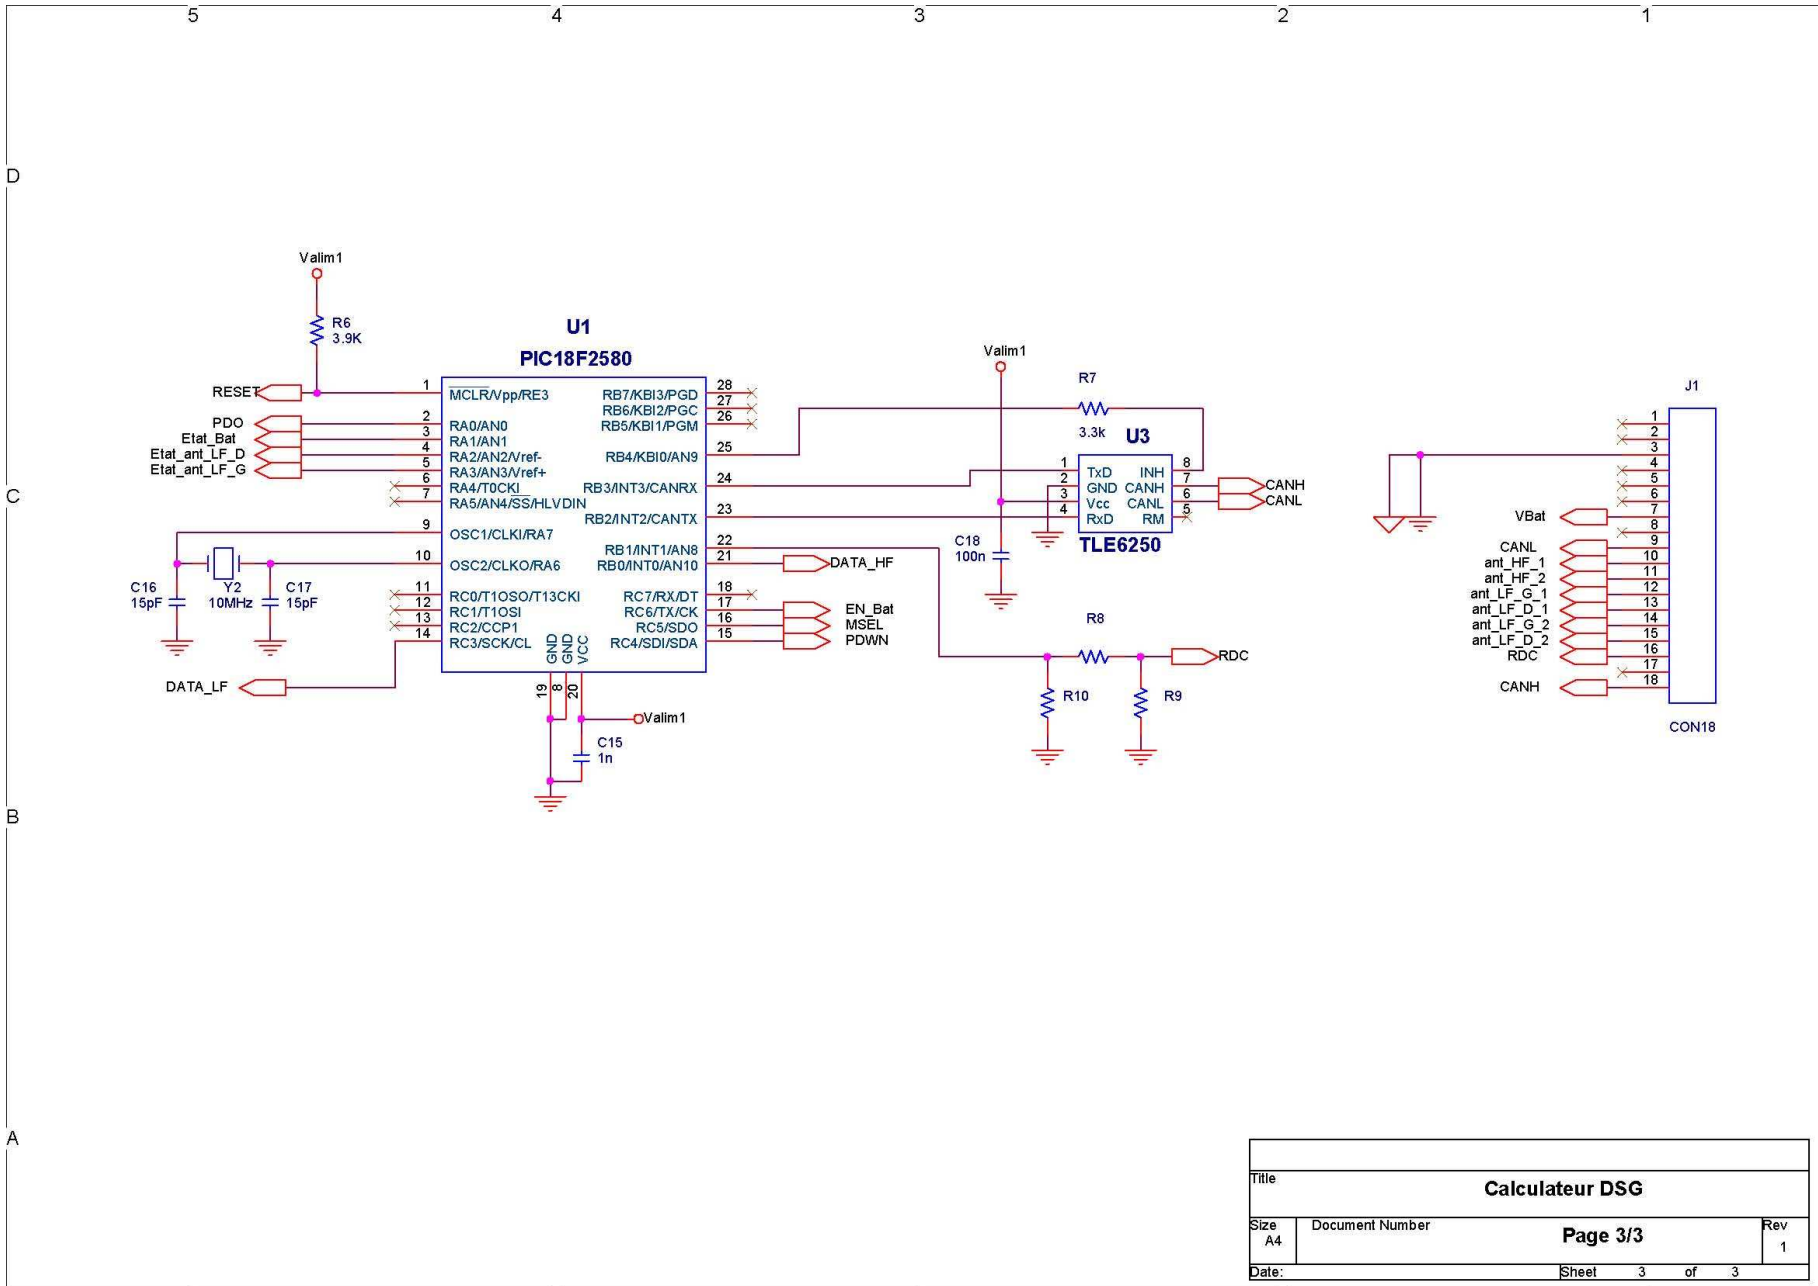 5 4 3 2 1
D
C
B
A
Valim1
R6
3.9K
RESET
PDO
Etat_Bat
Etat_ant_LF_D
Etat_ant_LF_G
U1
PIC18F2580
1 MCLR/Vpp/RE3
2 RA0/AN0
3 RA1/AN1
4 RA2/AN2/Vref-
5 RA3/AN3/Vref+
6 RA4/T0CKI
7 RA5/AN4/SS/HLVDIN
9 OSC1/CLKI/RA7
10 OSC2/CLKO/RA6
11 RC0/T1OSO/T13CKI
12 RC1/T1OSI
13 RC2/CCP1
14 RC3/SCK/CL
RB7/KBI3/PGD 28
RB6/KBI2/PGC 27
RB5/KBI1/PGM 26
RB4/KBI0/AN9 25
RB3/INT3/CANRX 24
RB2/INT2/CANTX 23
RB1/INT1/AN8 22
RB0/INT0/AN10 21
RC7/RX/DT 18
RC6/TX/CK 17
RC5/SDO 16
RC4/SDI/SDA 15
GND GND VCC
19 8 20
C16
15pF
Y2
10MHz
C17
15pF
DATA_LF
Valim1
C15
1n
DATA_HF
EN_Bat
MSEL
PDWN
Valim1
C18
100n
R7
3.3k
U3
1 TxD INH 8
2 GND CANH 7
3 Vcc CANL 6
4 RxD RM 5
TLE6250
CANH
CANL
R8
RDC
R10
R9
J1
1
2
3
4
5
6
VBat 7
8
CANL 9
ant_HF_1 10
ant_HF_2 11
ant_LF_G_1 12
ant_LF_D_1 13
ant_LF_G_2 14
ant_LF_D_2 15
RDC 16
17
CANH 18
CON18
Title
Calculateur DSG
Size
A4
Document Number
Page 3/3
Rev
1
Date:
Sheet 3 of 3